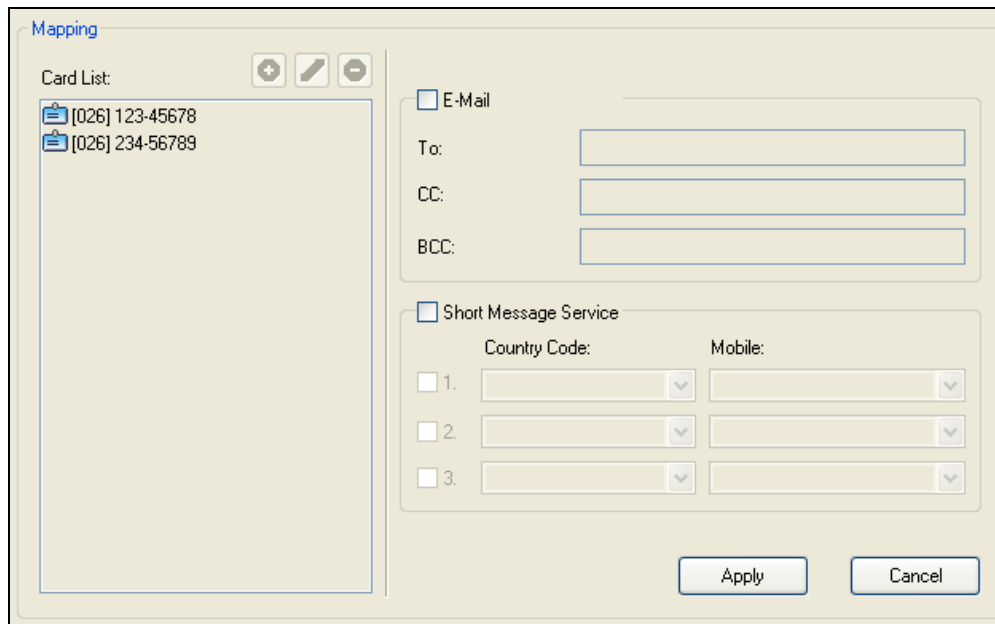 Mapping
Card List:
[026] 123-45678
[026] 234-56789
E-Mail
To:
CC:
BCC:
Short Message Service
Country Code: Mobile:
1.
2.
3.
Apply Cancel